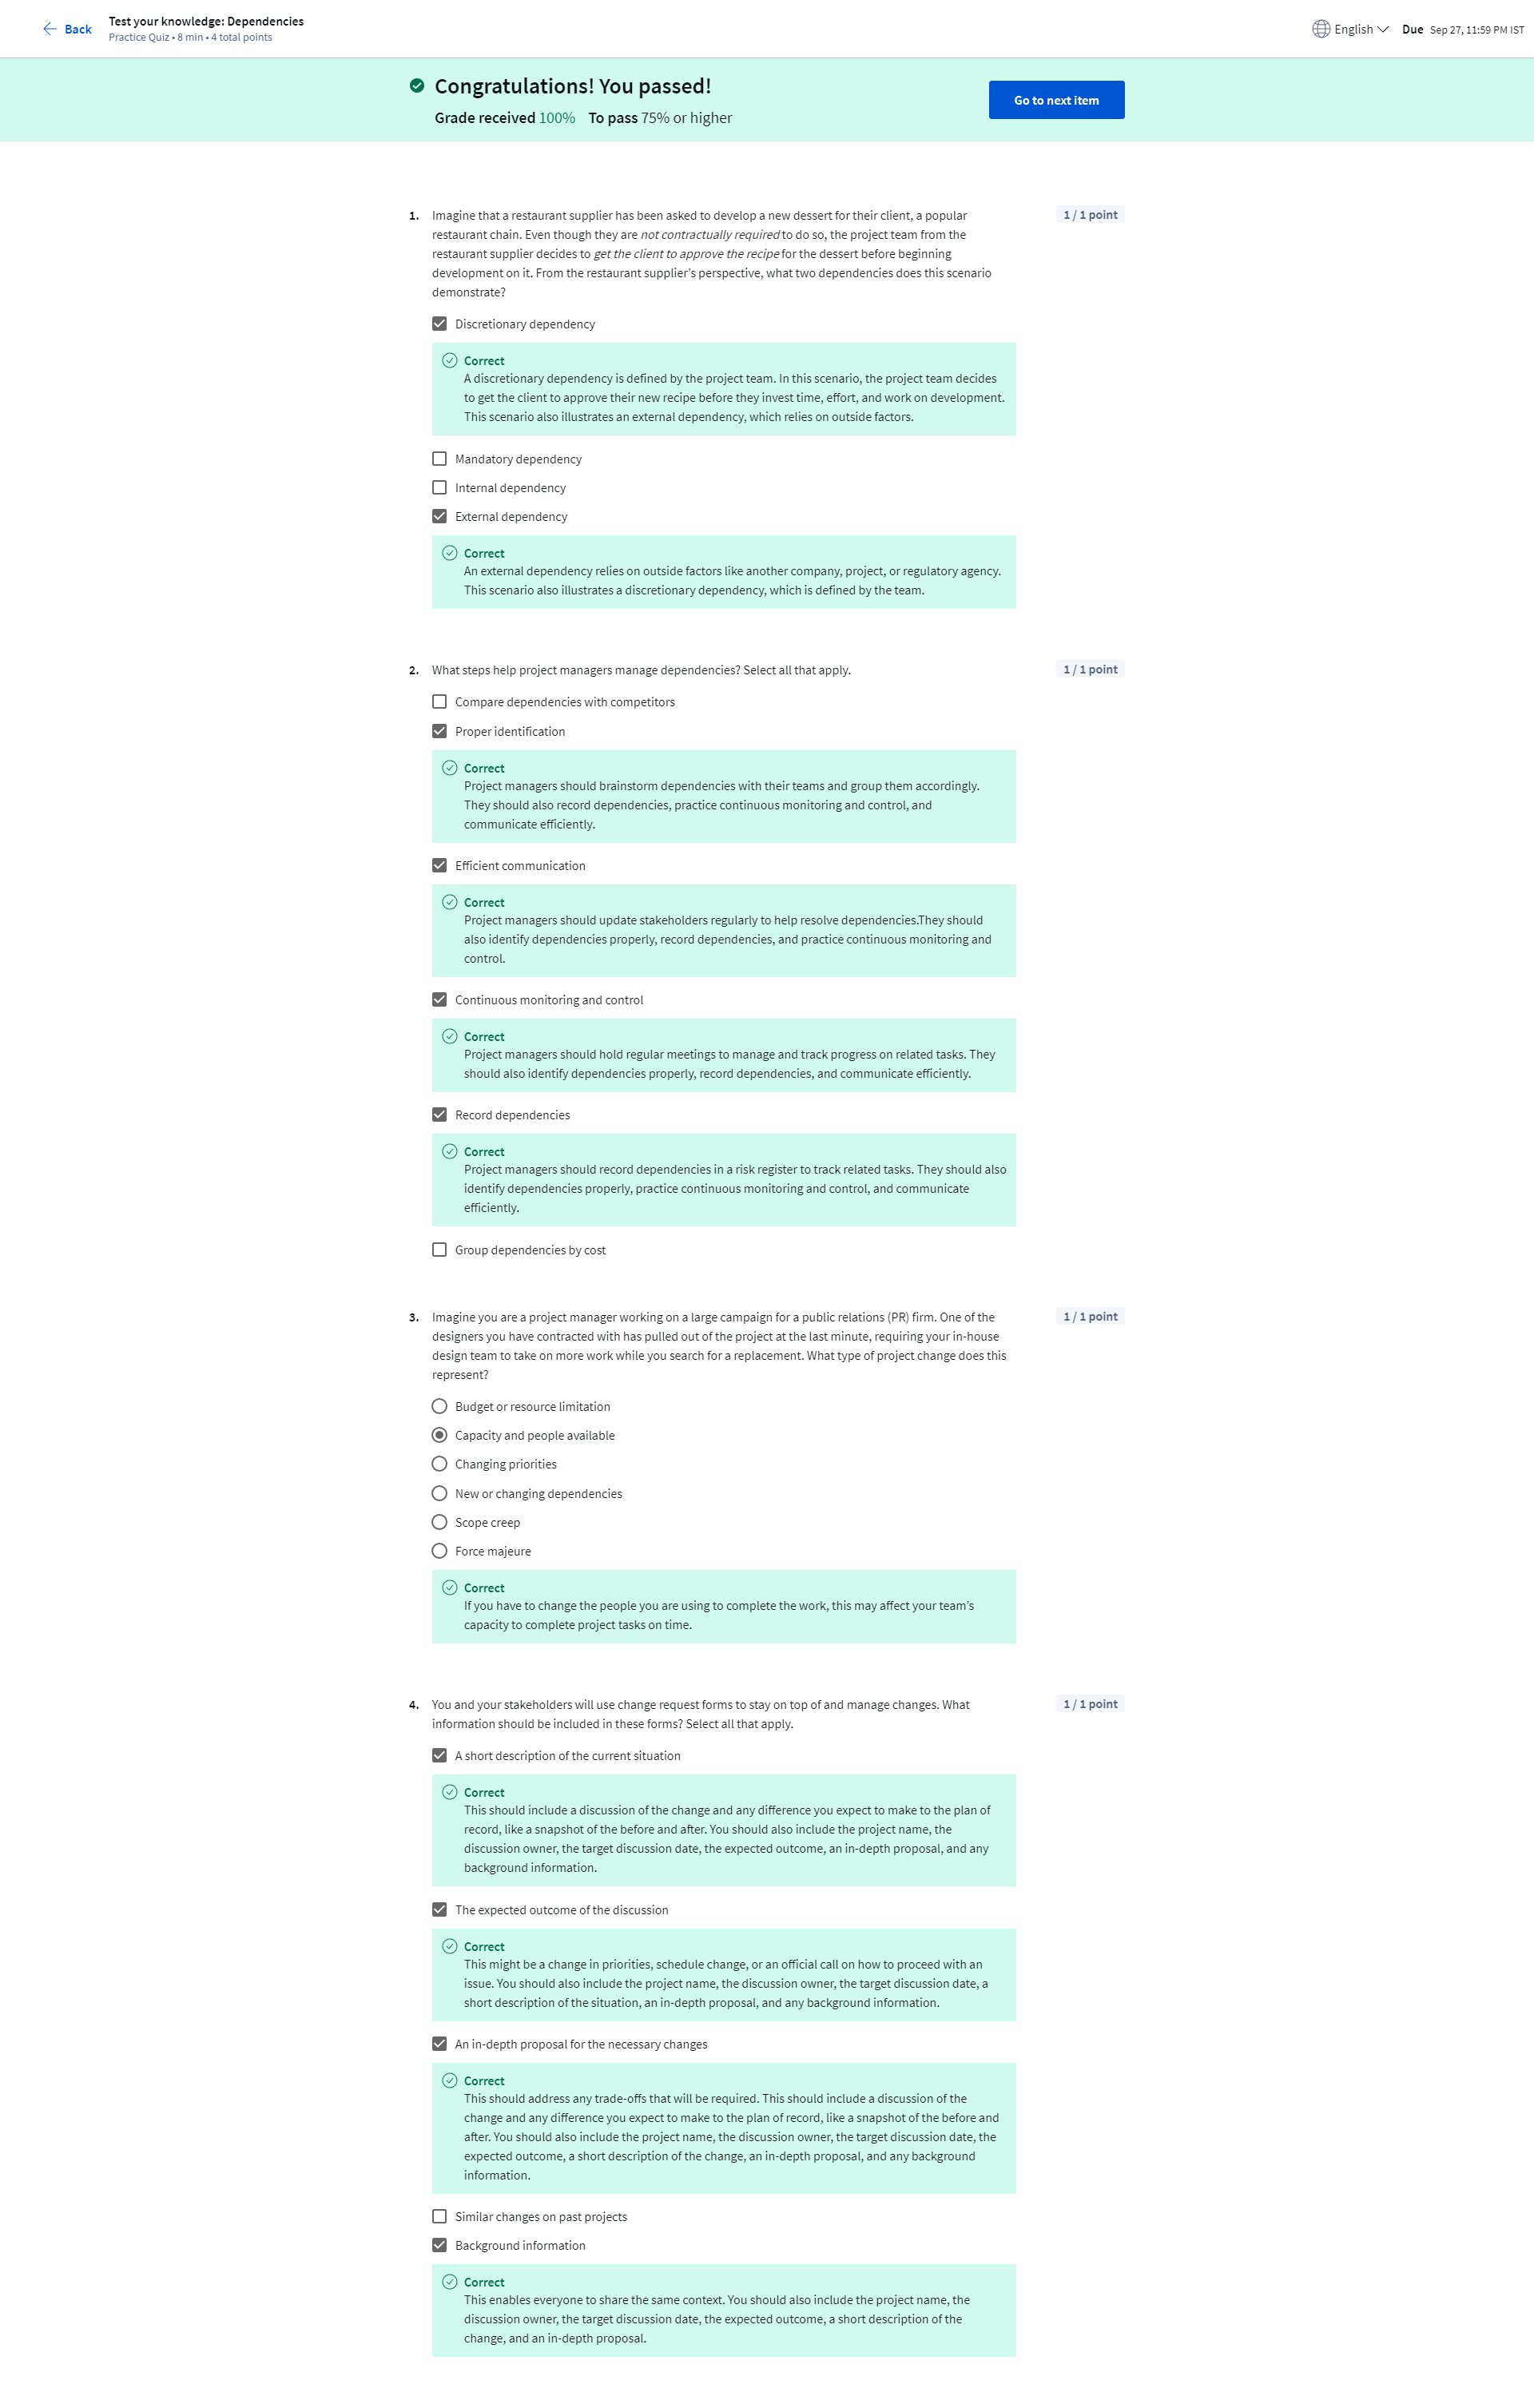 Back
Test your knowledge: Dependencies
Practice Quiz • 8 min • 4 total points
English
Due Sep 27, 11:59 PM IST
Congratulations! You passed!
Grade received 100% To pass 75% or higher
Go to next item
1. Imagine that a restaurant supplier has been asked to develop a new dessert for their client, a popular
restaurant chain. Even though they are not contractually required to do so, the project team from the
restaurant supplier decides to get the client to approve the recipe for the dessert before beginning
development on it. From the restaurant supplier’s perspective, what two dependencies does this scenario
demonstrate?
1 / 1 point
Discretionary dependency
Correct
A discretionary dependency is defined by the project team. In this scenario, the project team decides
to get the client to approve their new recipe before they invest time, effort, and work on development.
This scenario also illustrates an external dependency, which relies on outside factors.
Mandatory dependency
Internal dependency
External dependency
Correct
An external dependency relies on outside factors like another company, project, or regulatory agency.
This scenario also illustrates a discretionary dependency, which is defined by the team.
2. What steps help project managers manage dependencies? Select all that apply.
1 / 1 point
Compare dependencies with competitors
Proper identification
Correct
Project managers should brainstorm dependencies with their teams and group them accordingly.
They should also record dependencies, practice continuous monitoring and control, and
communicate efficiently.
Efficient communication
Correct
Project managers should update stakeholders regularly to help resolve dependencies.They should
also identify dependencies properly, record dependencies, and practice continuous monitoring and
control.
Continuous monitoring and control
Correct
Project managers should hold regular meetings to manage and track progress on related tasks. They
should also identify dependencies properly, record dependencies, and communicate efficiently.
Record dependencies
Correct
Project managers should record dependencies in a risk register to track related tasks. They should also
identify dependencies properly, practice continuous monitoring and control, and communicate
efficiently.
Group dependencies by cost
3. Imagine you are a project manager working on a large campaign for a public relations (PR) firm. One of the
designers you have contracted with has pulled out of the project at the last minute, requiring your in-house
design team to take on more work while you search for a replacement. What type of project change does this
represent?
1 / 1 point
Budget or resource limitation
Capacity and people available
Changing priorities
New or changing dependencies
Scope creep
Force majeure
Correct
If you have to change the people you are using to complete the work, this may affect your team’s
capacity to complete project tasks on time.
4. You and your stakeholders will use change request forms to stay on top of and manage changes. What
information should be included in these forms? Select all that apply.
1 / 1 point
A short description of the current situation
Correct
This should include a discussion of the change and any difference you expect to make to the plan of
record, like a snapshot of the before and after. You should also include the project name, the
discussion owner, the target discussion date, the expected outcome, an in-depth proposal, and any
background information.
The expected outcome of the discussion
Correct
This might be a change in priorities, schedule change, or an official call on how to proceed with an
issue. You should also include the project name, the discussion owner, the target discussion date, a
short description of the situation, an in-depth proposal, and any background information.
An in-depth proposal for the necessary changes
Correct
This should address any trade-offs that will be required. This should include a discussion of the
change and any difference you expect to make to the plan of record, like a snapshot of the before and
after. You should also include the project name, the discussion owner, the target discussion date, the
expected outcome, a short description of the change, an in-depth proposal, and any background
information.
Similar changes on past projects
Background information
Correct
This enables everyone to share the same context. You should also include the project name, the
discussion owner, the target discussion date, the expected outcome, a short description of the
change, and an in-depth proposal.